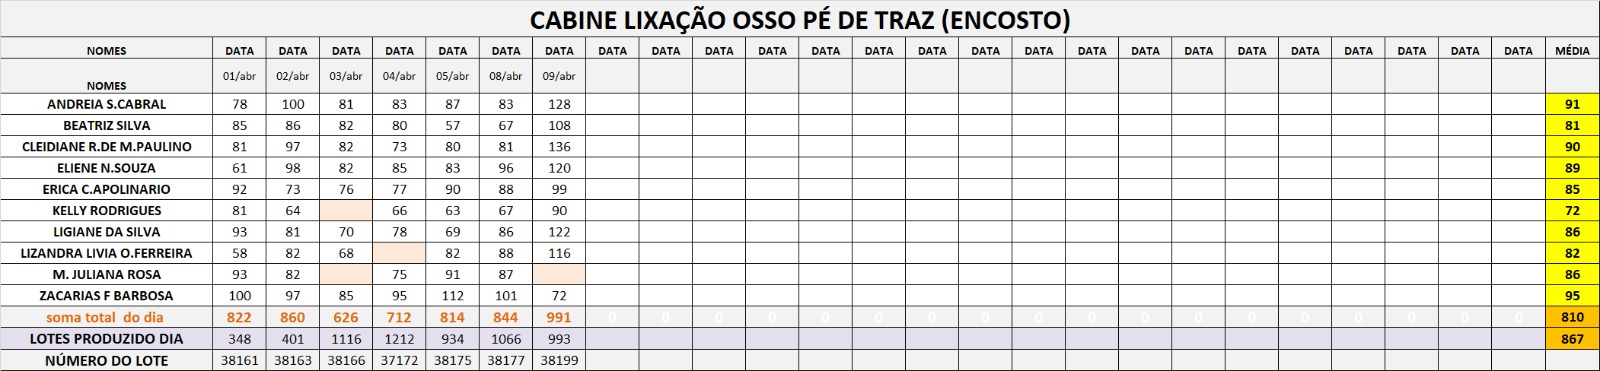 CABINE LIXAÇÃO OSSO PÉ DE TRAZ (ENCOSTO)
NOMES DATA DATA DATA DATA DATA DATA DATA DATA DATA DATA DATA DATA DATA DATA DATA DATA DATA DATA DATA DATA DATA DATA DATA DATA DATA MÉDIA
NOMES 01/abr 02/abr 03/abr 04/abr 05/abr 08/abr 09/abr
ANDREIA S.CABRAL 78 100 81 83 87 83 128 91
BEATRIZ SILVA 85 86 82 80 57 67 108 81
CLEIDIANE R.DE M.PAULINO 81 97 82 73 80 81 136 90
ELIENE N.SOUZA 61 98 82 85 83 96 120 89
ERICA C.APOLINARIO 92 73 76 77 90 88 99 85
KELLY RODRIGUES 81 64 66 63 67 90 72
LIGIANE DA SILVA 93 81 70 78 69 86 122 86
LIZANDRA LIVIA O.FERREIRA 58 82 68 82 88 116 82
M. JULIANA ROSA 93 82 75 91 87 86
ZACARIAS F BARBOSA 100 97 85 95 112 101 72 95
soma total do dia 822 860 626 712 814 844 991 0 0 0 0 0 0 0 0 0 0 0 0 0 0 0 0 0 0 810
LOTES PRODUZIDO DIA 348 401 1116 1212 934 1066 993 867
NÚMERO DO LOTE 38161 38163 38166 37172 38175 38177 38199